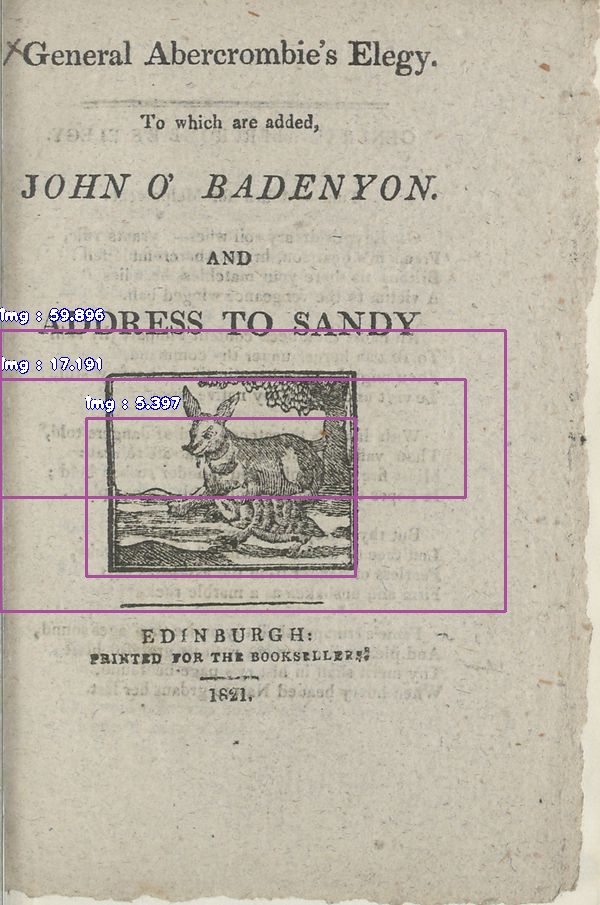 General Abercrombie's Elegy.
To which are added,
JOHN O' BADENYON.
AND
img : 59.896
ADDRESS TO SANDY
img : 17.191
img : 5.397
EDINBURGH:
PRINTED FOR THE BOOKSELLERS;
1821.